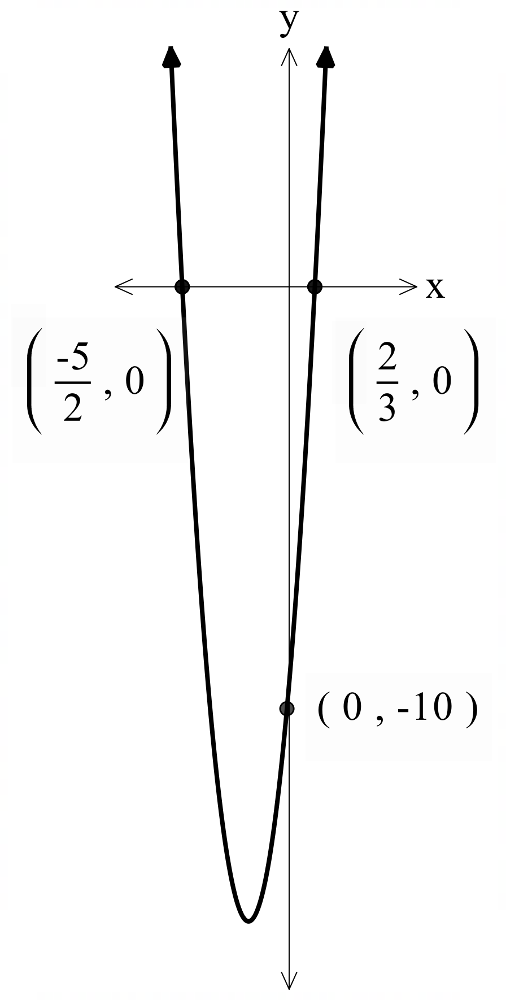 y
x
( -5/2 , 0 )
( 2/3 , 0 )
( 0 , -10 )